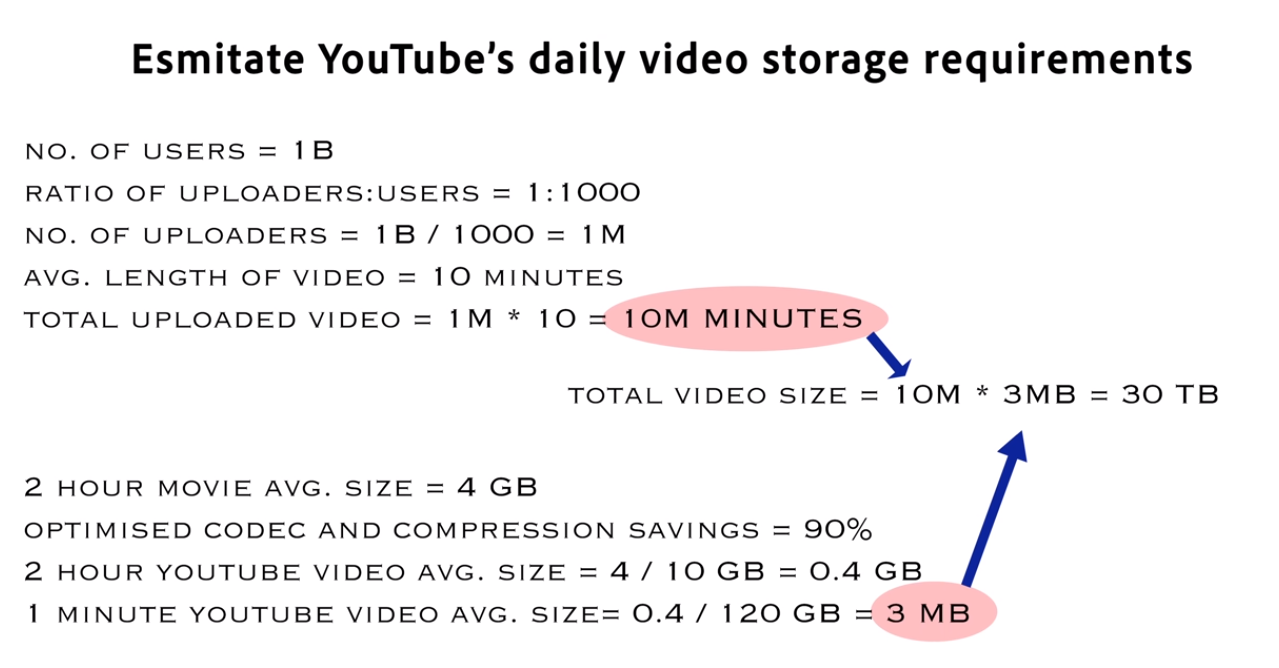 Esmitate YouTube's daily video storage requirements
NO. OF USERS = 1B
RATIO OF UPLOADERS:USERS = 1:1000
NO. OF UPLOADERS = 1B / 1000 = 1M
AVG. LENGTH OF VIDEO = 10 MINUTES
TOTAL UPLOADED VIDEO = 1M * 10 = 10M MINUTES
TOTAL VIDEO SIZE = 10M * 3MB = 30 TB
2 HOUR MOVIE AVG. SIZE = 4 GB
OPTIMISED CODEC AND COMPRESSION SAVINGS = 90%
2 HOUR YOUTUBE VIDEO AVG. SIZE = 4 / 10 GB = 0.4 GB
1 MINUTE YOUTUBE VIDEO AVG. SIZE= 0.4 / 120 GB = 3 MB